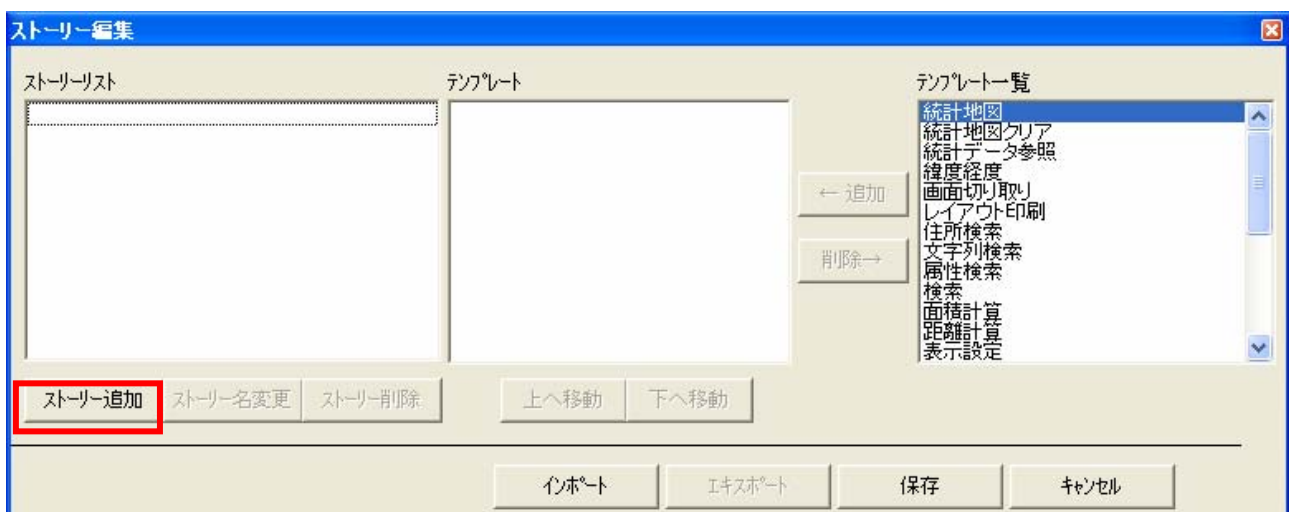 ストーリー編集
ストーリーリスト
テンプレート
テンプレート一覧
統計地図
統計地図クリア
統計データ参照
緯度経度
画面切り取り
レイアウト印刷
住所検索
文字列検索
属性検索
検索
面積計算
距離計算
表示設定
← 追加
削除→
ストーリー追加
ストーリー名変更
ストーリー削除
上へ移動
下へ移動
インポート
エキスポート
保存
キャンセル